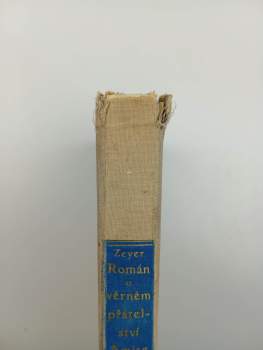 Zeyer
Román
o
věrném
přátel-
ství